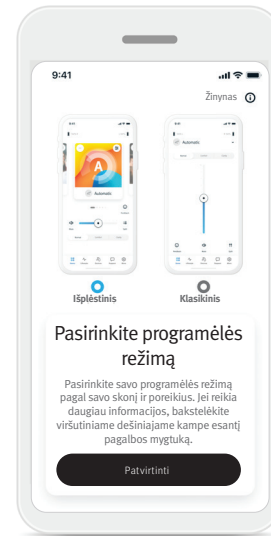 9:41
Žinynas
Automatic
Automatic
A
Išplėstinis
Klasikinis
Pasirinkite programėlės
režimą
Pasirinkite savo programėlės režimą
pagal savo skonį ir poreikius. Jei reikia
daugiau informacijos, bakstelėkite
viršutiniame dešiniajame kampe esantį
pagalbos mygtuką.
Patvirtinti